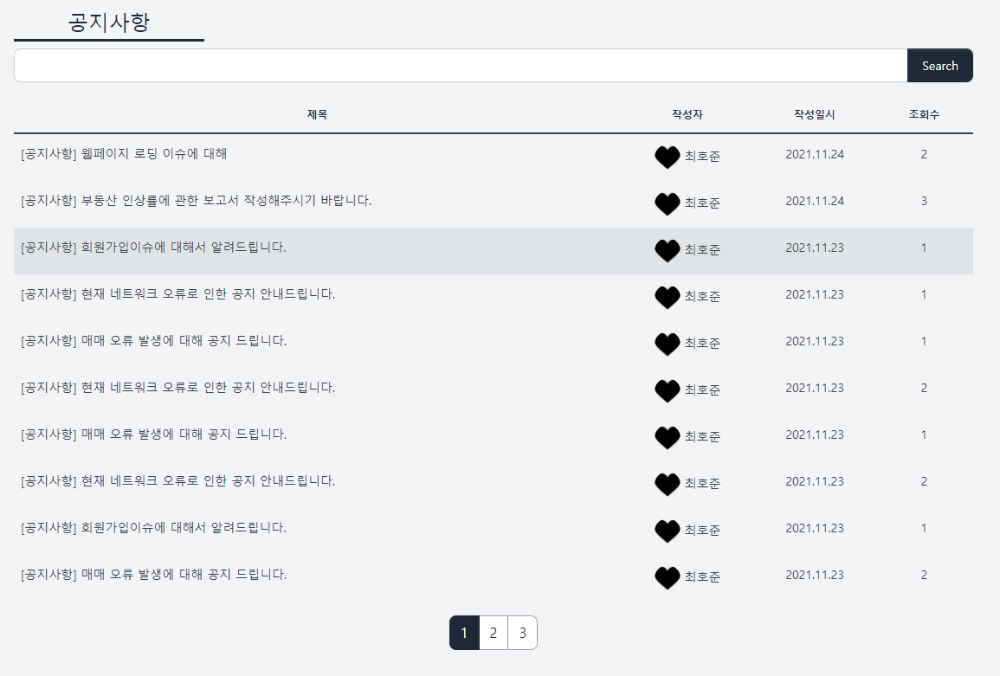 공지사항
Search
제목 작성자 작성일시 조회수
[공지사항] 웹페이지 로딩 이슈에 대해 최호준 2021.11.24 2
[공지사항] 부동산 인상률에 관한 보고서 작성해주시기 바랍니다. 최호준 2021.11.24 3
[공지사항] 회원가입이슈에 대해서 알려드립니다. 최호준 2021.11.23 1
[공지사항] 현재 네트워크 오류로 인한 공지 안내드립니다. 최호준 2021.11.23 1
[공지사항] 매매 오류 발생에 대해 공지 드립니다. 최호준 2021.11.23 1
[공지사항] 현재 네트워크 오류로 인한 공지 안내드립니다. 최호준 2021.11.23 2
[공지사항] 매매 오류 발생에 대해 공지 드립니다. 최호준 2021.11.23 1
[공지사항] 현재 네트워크 오류로 인한 공지 안내드립니다. 최호준 2021.11.23 2
[공지사항] 회원가입이슈에 대해서 알려드립니다. 최호준 2021.11.23 1
[공지사항] 매매 오류 발생에 대해 공지 드립니다. 최호준 2021.11.23 2
1 2 3